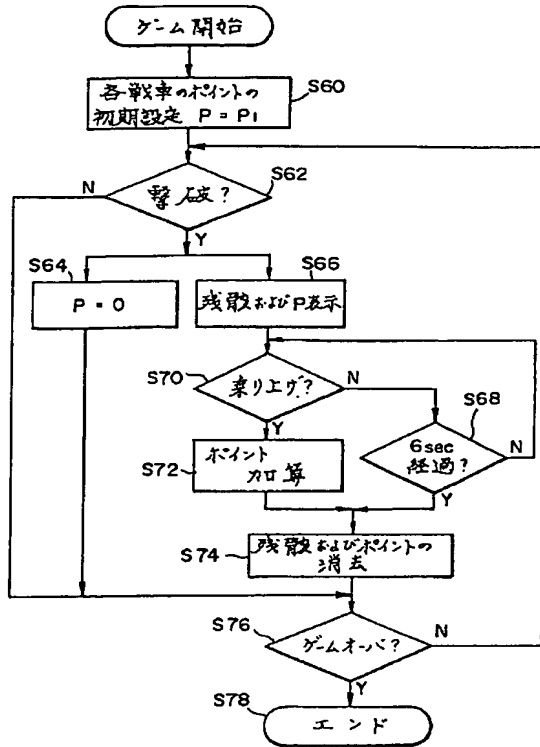 ゲーム開始
S60
各戦車のポイントの
初期設定 P = P1
S62
撃破?
N
Y
S64
P = 0
S66
残骸およびP表示
S70
乗り上げ?
N
Y
S68
6sec
経過?
N
Y
S72
ポイント
加算
S74
残骸およびポイントの
消去
S76
ゲームオーバ?
N
Y
S78
エンド